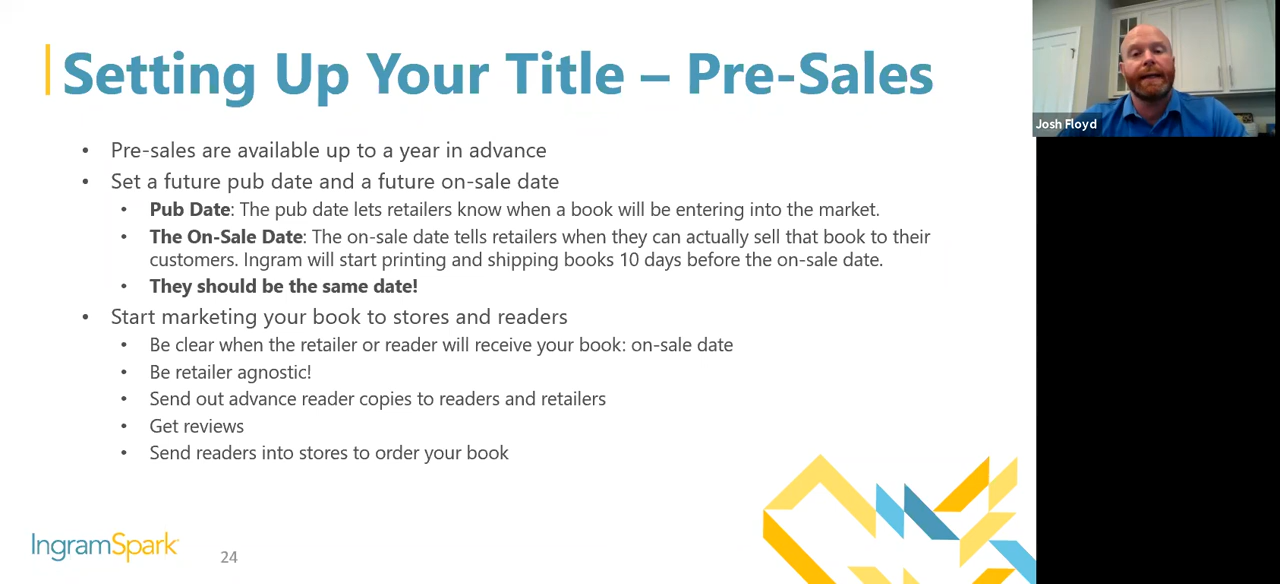 Setting Up Your Title – Pre-Sales
• Pre-sales are available up to a year in advance
• Set a future pub date and a future on-sale date
• Pub Date: The pub date lets retailers know when a book will be entering into the market.
• The On-Sale Date: The on-sale date tells retailers when they can actually sell that book to their
customers. Ingram will start printing and shipping books 10 days before the on-sale date.
• They should be the same date!
• Start marketing your book to stores and readers
• Be clear when the retailer or reader will receive your book: on-sale date
• Be retailer agnostic!
• Send out advance reader copies to readers and retailers
• Get reviews
• Send readers into stores to order your book
IngramSpark
24
Josh Floyd